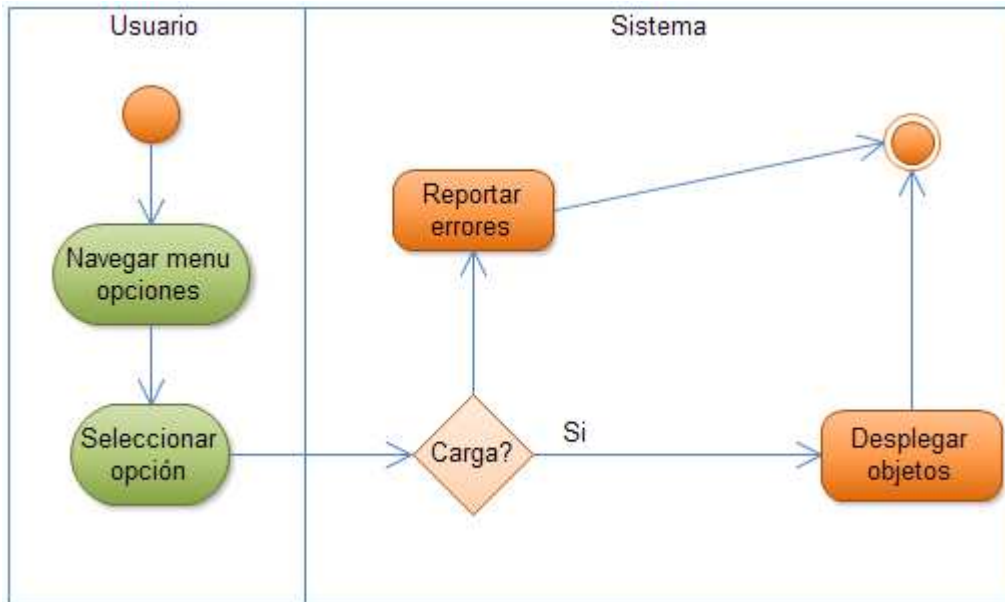 Usuario
Sistema
Reportar
errores
Navegar menu
opciones
Seleccionar
opción
Carga?
Si
Desplegar
objetos